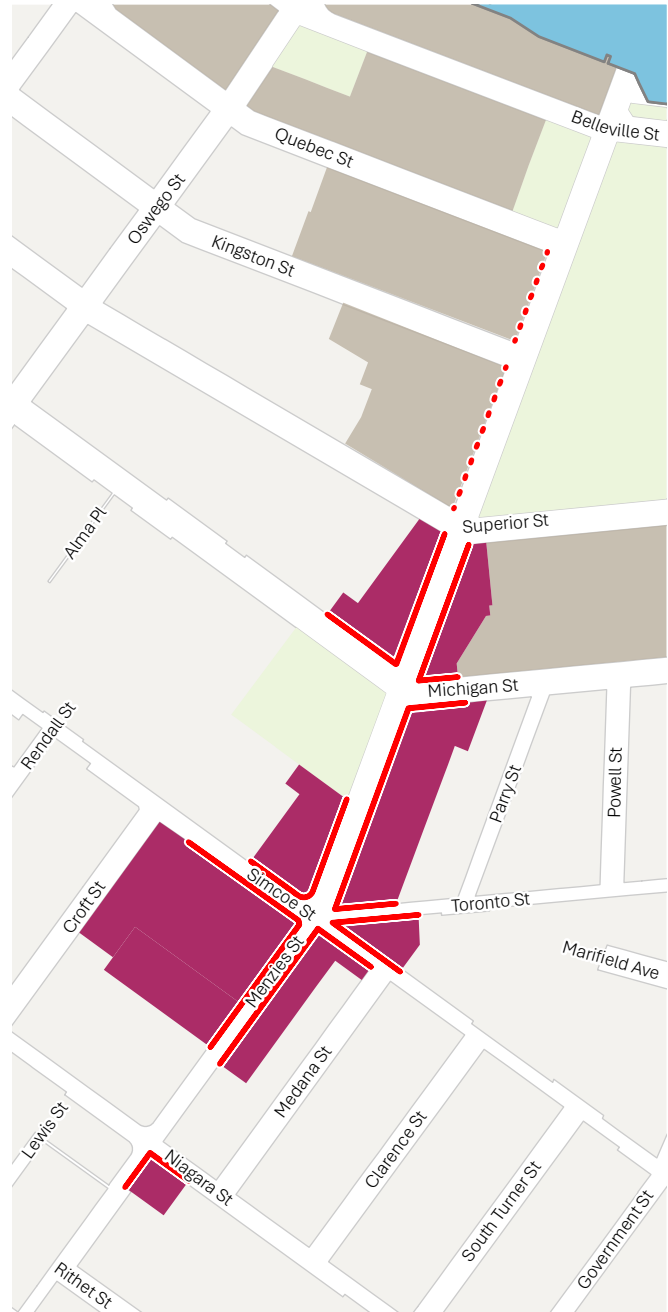 Belleville St
Quebec St
Oswego St
Kingston St
Superior St
Alma Pl
Michigan St
Rendall St
Parry St
Powell St
Simcoe St
Croft St
Toronto St
Menzies St
Marifield Ave
Medana St
Lewis St
Clarence St
Niagara St
South Turner St
Government St
Rithet St